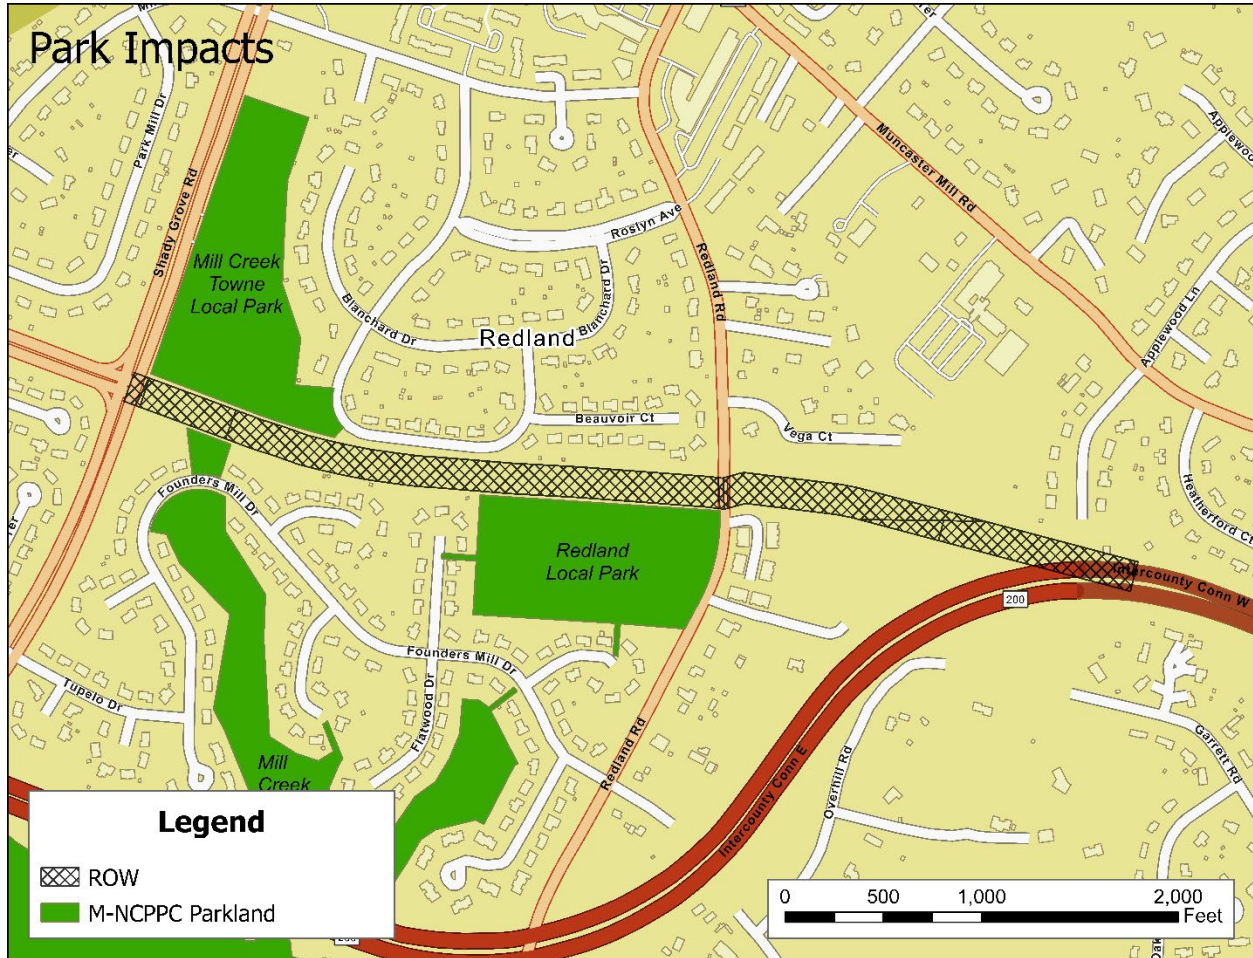 Park Impacts
Park Mill Dr
Shady Grove Rd
Mill Creek
Towne
Local Park
Blanchard Dr
Roslyn Ave
Blanchard Dr
Redland
Redland Rd
Muncaster Mill Rd
Applewood Ln
Beauvoir Ct
Vega Ct
Heatherford Ct
Founders Mill Dr
Redland
Local Park
Intercounty Conn W
200
Founders Mill Dr
Flatwood Dr
Tupelo Dr
Mill
Creek
Redland Rd
Intercounty Conn E
Overhill Rd
Garrett Rd
Oak
Legend
ROW
M-NCPPC Parkland
0 500 1,000 2,000
Feet